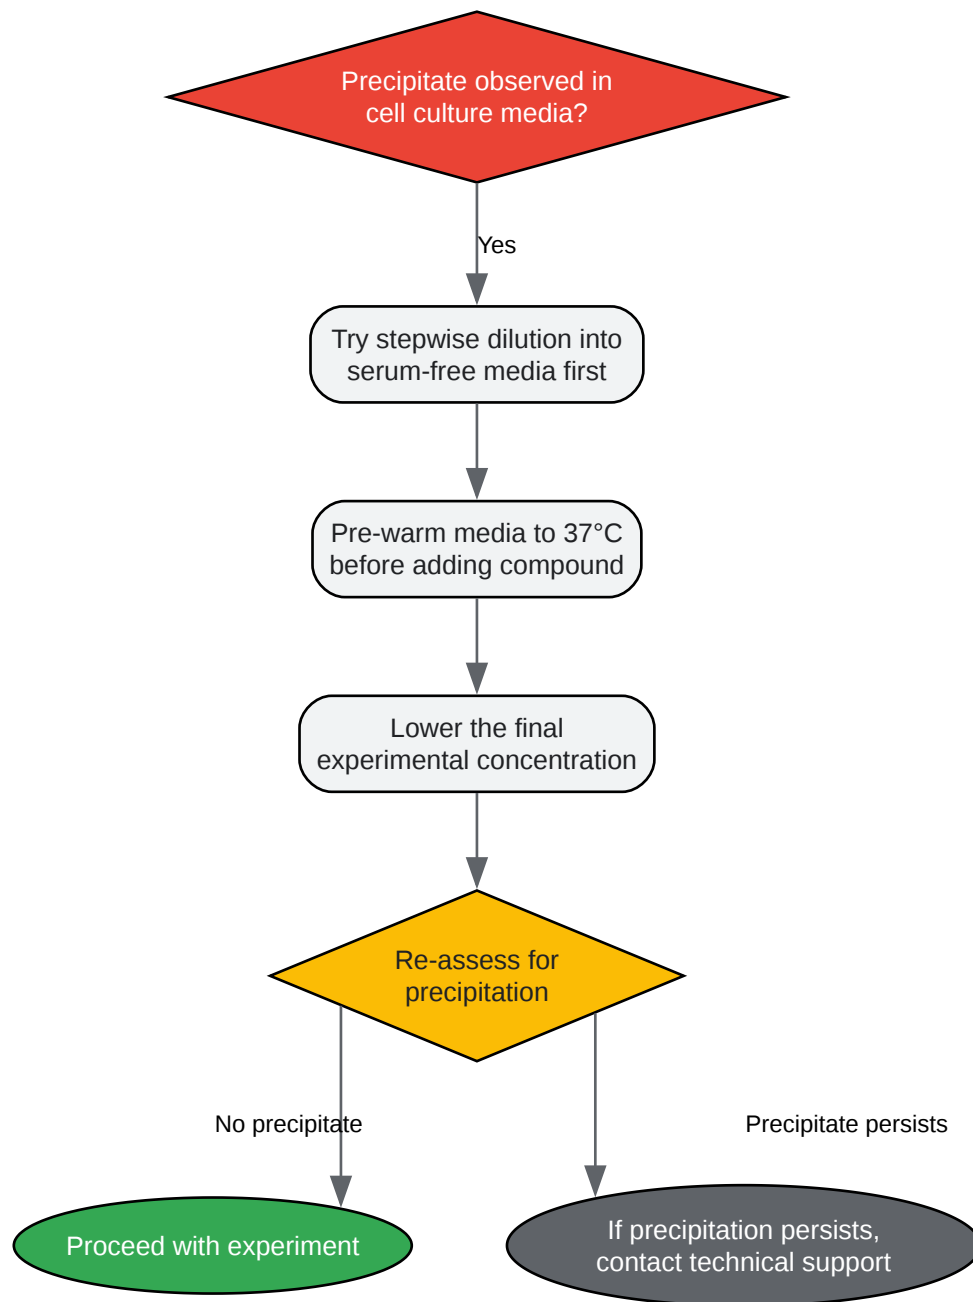 Precipitate observed in
cell culture media?
Yes
Try stepwise dilution into
serum-free media first
Pre-warm media to 37°C
before adding compound
Lower the final
experimental concentration
Re-assess for
precipitation
No precipitate
Precipitate persists
Proceed with experiment
If precipitation persists,
contact technical support